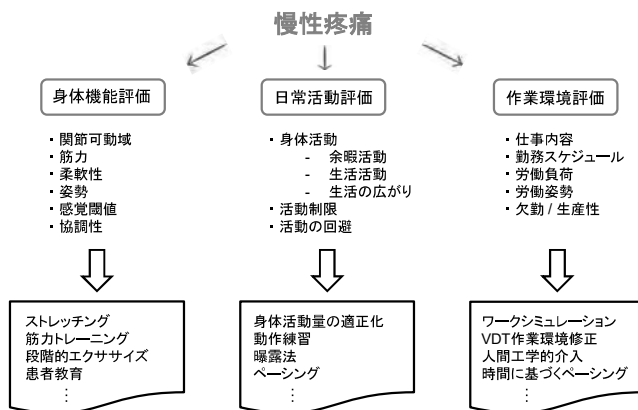 慢性疼痛
身体機能評価
・関節可動域
・筋力
・柔軟性
・姿勢
・感覚閾値
・協調性
ストレッチング
筋力トレーニング
段階的エクササイズ
患者教育
⋮
日常活動評価
・身体活動
- 余暇活動
- 生活活動
- 生活の広がり
・活動制限
・活動の回避
身体活動量の適正化
動作練習
曝露法
ペーシング
⋮
作業環境評価
・仕事内容
・勤務スケジュール
・労働負荷
・労働姿勢
・欠勤 / 生産性
ワークシミュレーション
VDT作業環境修正
人間工学的介入
時間に基づくペーシング
⋮